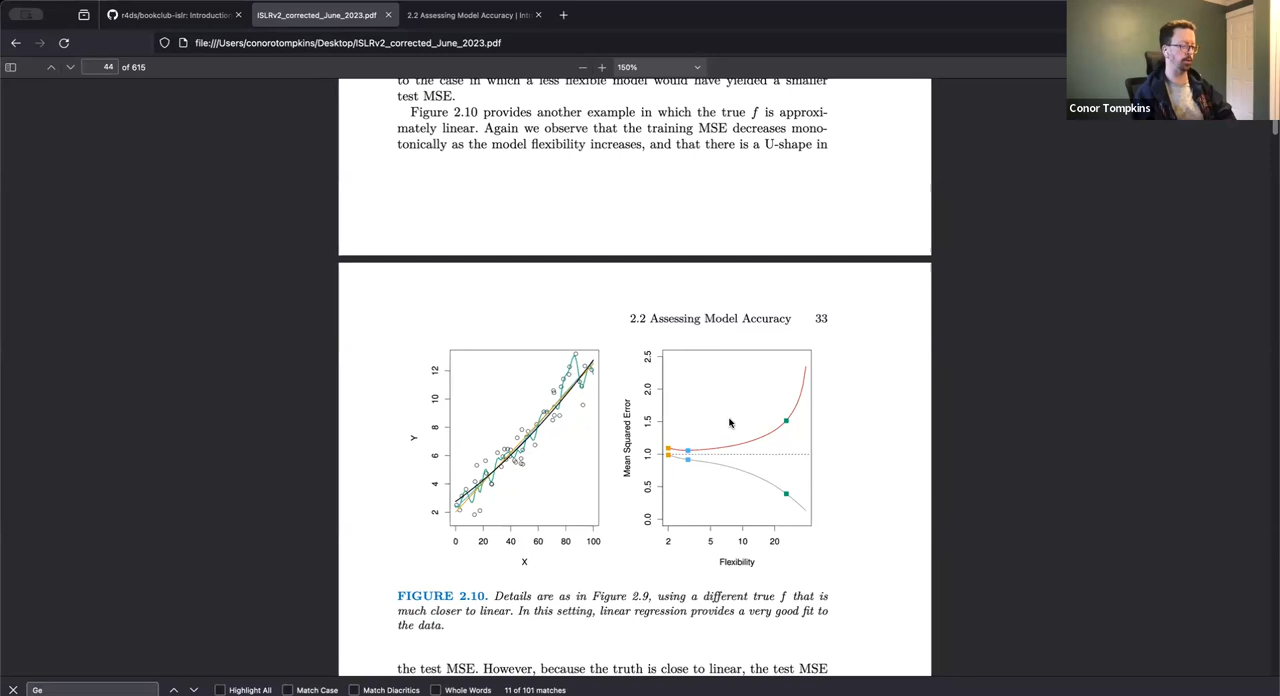 r4ds/bookclub-islr: Introduction
ISLRv2_corrected_June_2023.pdf
2.2 Assessing Model Accuracy | Int
file:///Users/conorotompkins/Desktop/ISLRv2_corrected_June_2023.pdf
44 of 615
150%
Conor Tompkins
to the case in which a less flexible model would have yielded a smaller
test MSE.
Figure 2.10 provides another example in which the true f is approxi-
mately linear. Again we observe that the training MSE decreases mono-
tonically as the model flexibility increases, and that there is a U-shape in
2.2 Assessing Model Accuracy 33
Y
12
10
8
6
4
2
0 20 40 60 80 100
X
Mean Squared Error
2.5
2.0
1.5
1.0
0.5
0.0
2 5 10 20
Flexibility
FIGURE 2.10. Details are as in Figure 2.9, using a different true f that is
much closer to linear. In this setting, linear regression provides a very good fit to
the data.
the test MSE. However, because the truth is close to linear, the test MSE
Ge
Highlight All Match Case Match Diacritics Whole Words 11 of 101 matches